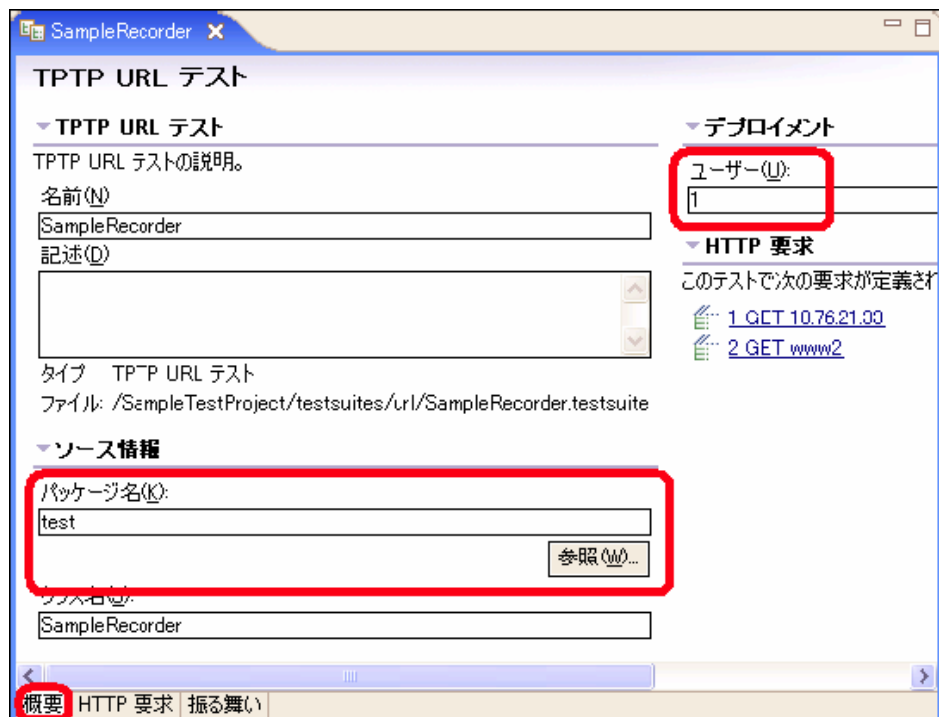 SampleRecorder
TPTP URL テスト
TPTP URL テスト
TPTP URL テストの説明。
名前(N)
SampleRecorder
記述(D)
タイプ TPTP URL テスト
ファイル: /SampleTestProject/testsuites/url/SampleRecorder.testsuite
ソース情報
パッケージ名(K):
test
参照(W)...
クラス名(S):
SampleRecorder
デプロイメント
ユーザー(U):
1
HTTP 要求
このテストで次の要求が定義され
1 GET
2 GET www2
概要
HTTP 要求
振る舞い